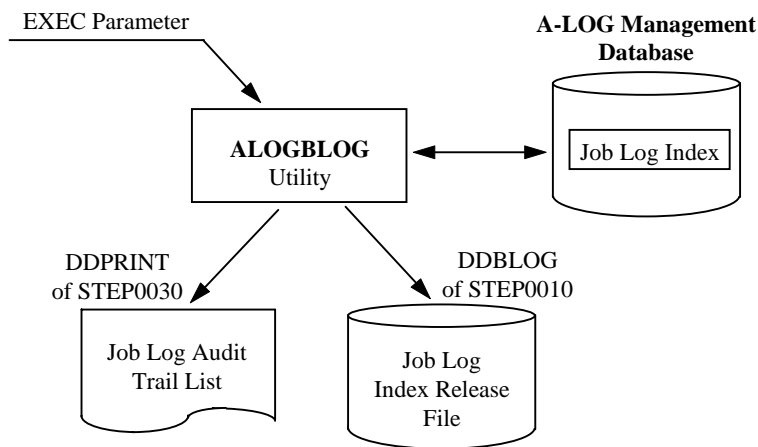 EXEC Parameter
A-LOG Management
Database
ALOGBLOG
Utility
Job Log Index
DDPRINT
of STEP0030
DDBLOG
of STEP0010
Job Log Audit
Trail List
Job Log
Index Release
File